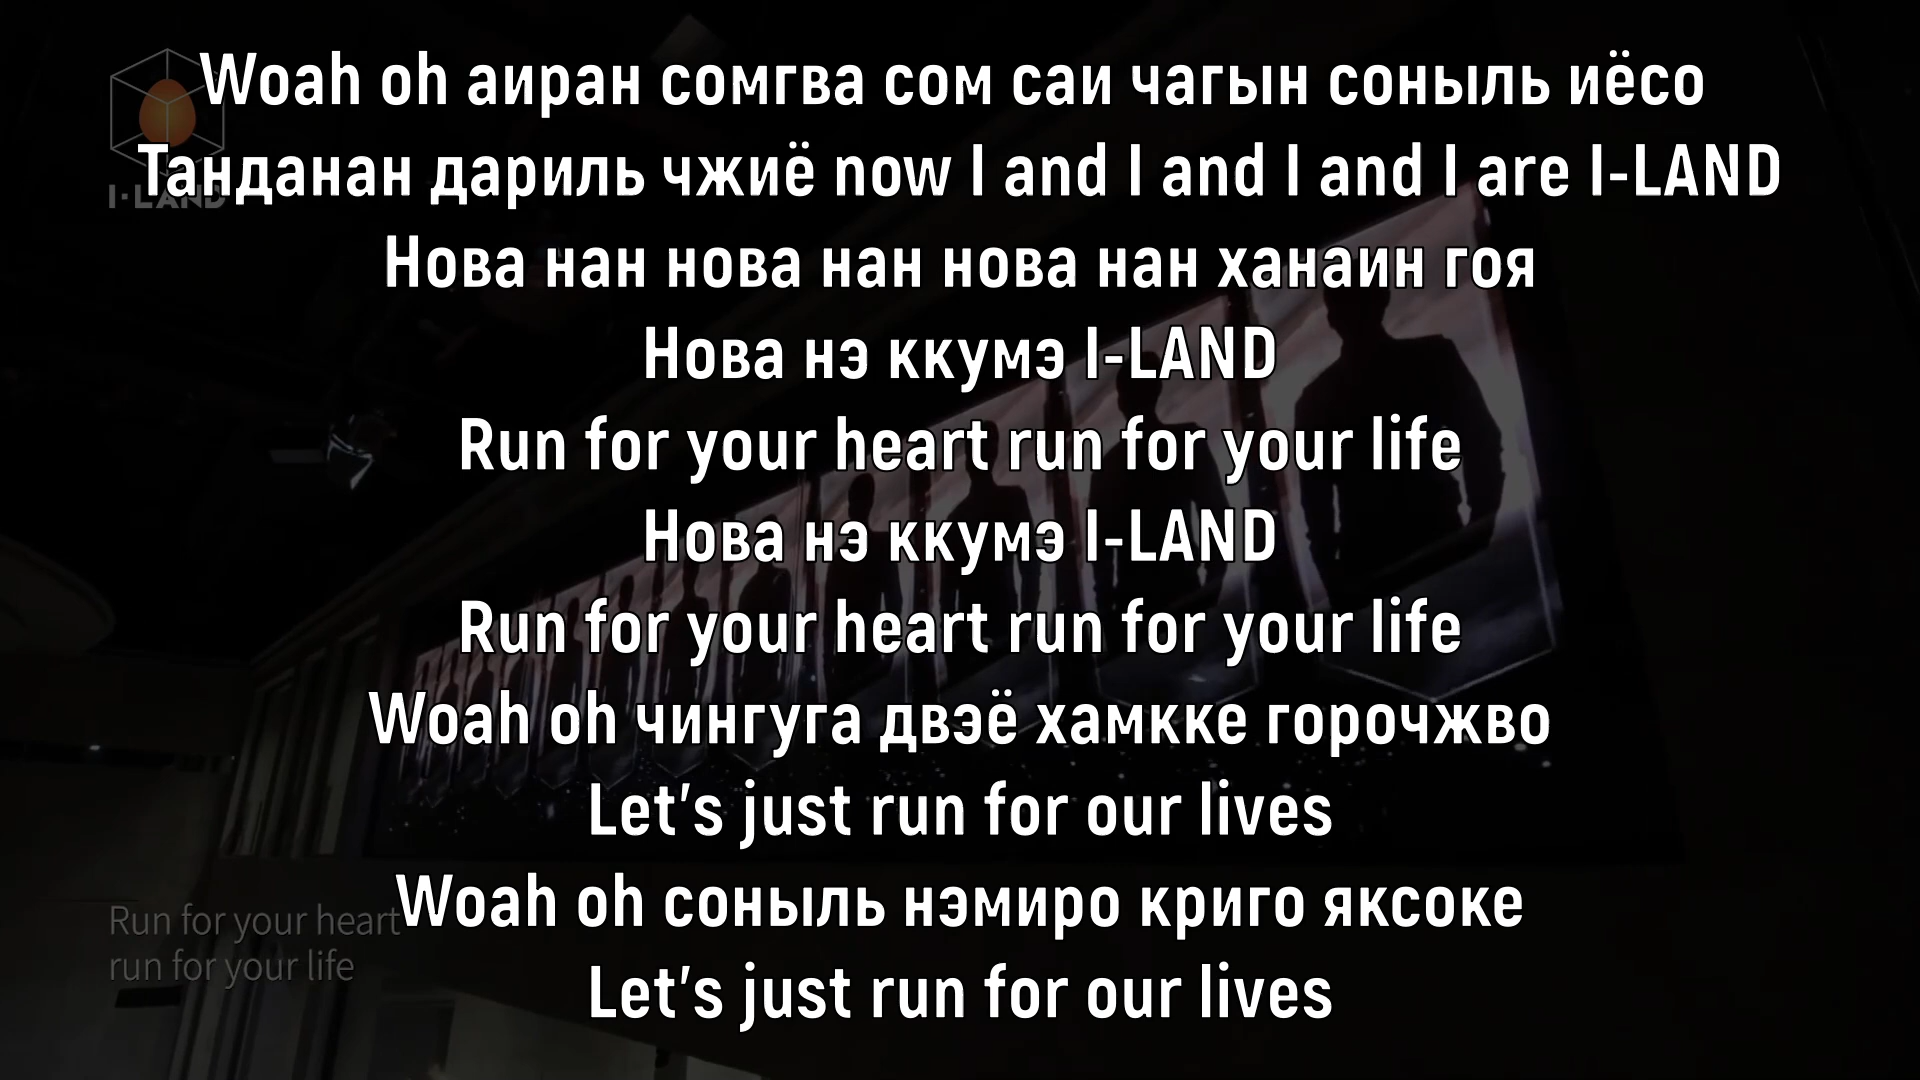 Woah oh аиран сомгва сом саи чагын соныль иёсо
Танданан дариль чжиё now I and I and I and I are I-LAND
Нова нан нова нан нова нан ханаин гоя
Нова нэ ккумэ I-LAND
Run for your heart run for your life
Нова нэ ккумэ I-LAND
Run for your heart run for your life
Woah oh чингуга двэё хамкке горочжво
Let's just run for our lives
Woah oh соныль нэмиро криго яксоке
Let's just run for our lives
I·LAND
Run for your heart
run for your life